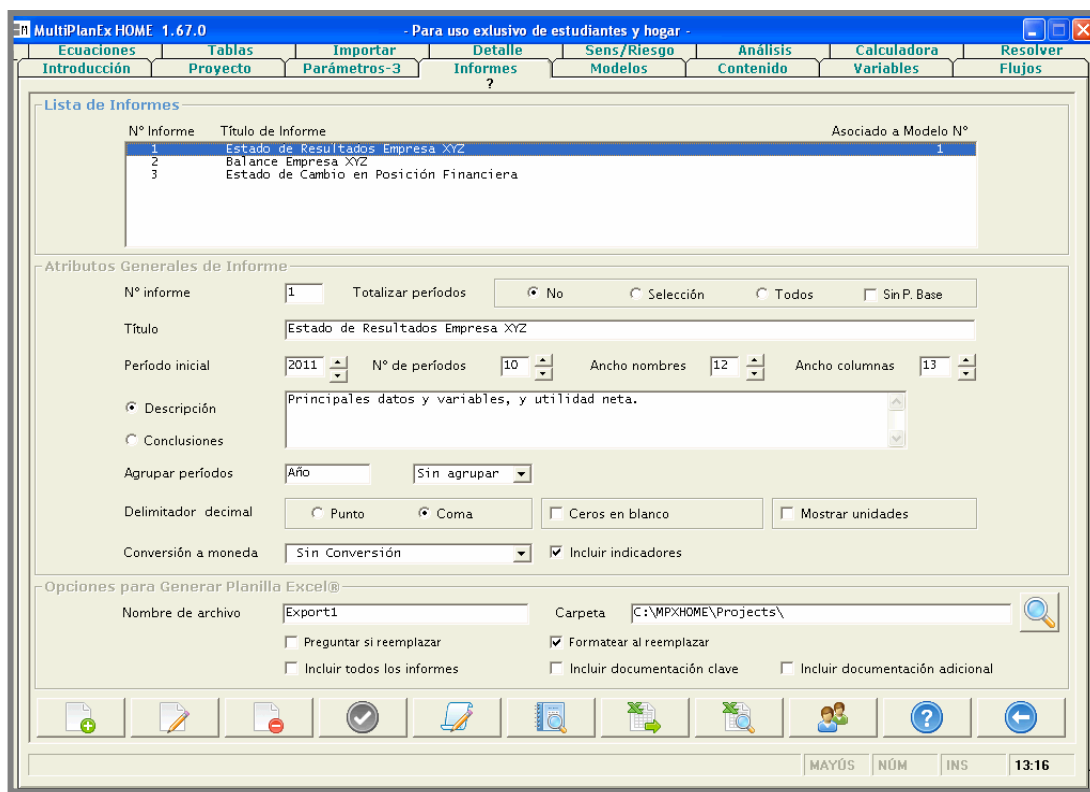 MultiPlanEx HOME 1.67.0 - Para uso exlusivo de estudiantes y hogar -
Ecuaciones Tablas Importar Detalle Sens/Riesgo Análisis Calculadora Resolver
Introducción Proyecto Parámetros-3 Informes Modelos Contenido Variables Flujos
?
Lista de Informes
N° Informe Título de Informe Asociado a Modelo N°
1 Estado de Resultados Empresa XYZ 1
2 Balance Empresa XYZ
3 Estado de Cambio en Posición Financiera
Atributos Generales de Informe
N° informe 1 Totalizar períodos No Selección Todos Sin P. Base
Título Estado de Resultados Empresa XYZ
Período inicial 2011 N° de períodos 10 Ancho nombres 12 Ancho columnas 13
Descripción Principales datos y variables, y utilidad neta.
Conclusiones
Agrupar períodos Año Sin agrupar
Delimitador decimal Punto Coma Ceros en blanco Mostrar unidades
Conversión a moneda Sin Conversión Incluir indicadores
Opciones para Generar Planilla Excel®
Nombre de archivo Export1 Carpeta C:\MPXHOME\Projects\
Preguntar si reemplazar Formatear al reemplazar
Incluir todos los informes Incluir documentación clave Incluir documentación adicional
MAYÚS NÚM INS 13:16